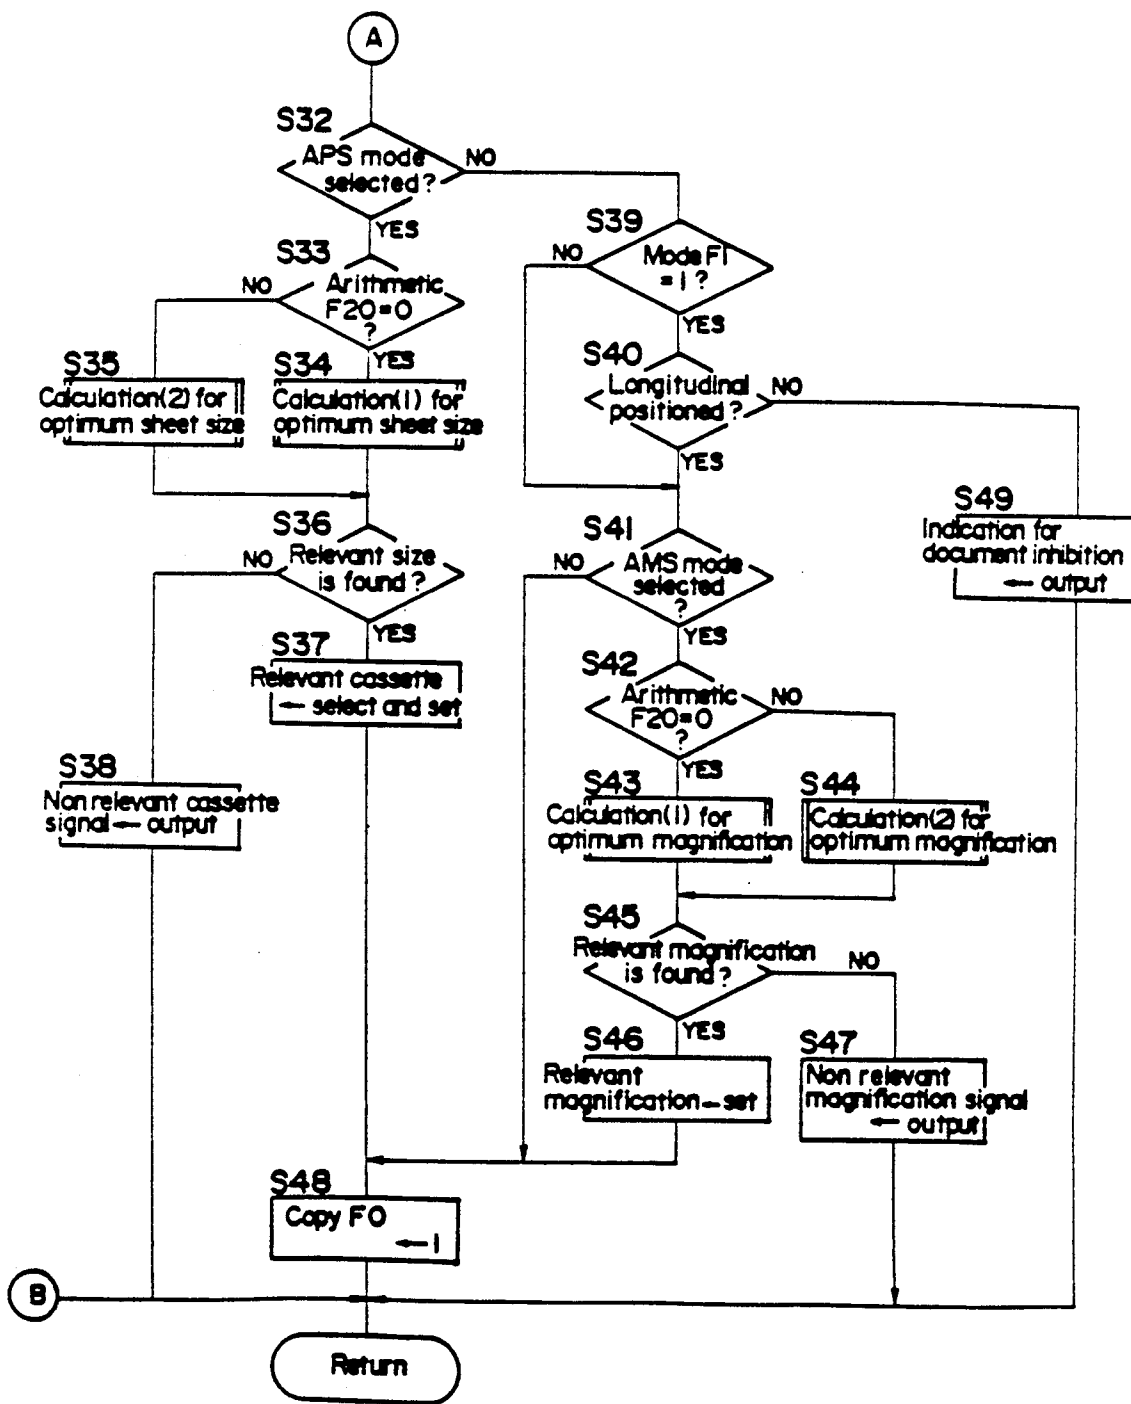 A
S32
APS mode
selected?
NO
YES
S33
Arithmetic
F20=0
?
NO
YES
S35
Calculation(2) for
optimum sheet size
S34
Calculation(1) for
optimum sheet size
S36
Relevant size
is found?
NO
YES
S37
Relevant cassette
← select and set
S38
Non relevant cassette
signal ← output
S39
Mode F1
=1?
NO
YES
S40
Longitudinal
positioned?
NO
YES
S49
Indication for
document inhibition
← output
S41
AMS mode
selected
?
NO
YES
S42
Arithmetic
F20=0
?
NO
YES
S43
Calculation(1) for
optimum magnification
S44
Calculation(2) for
optimum magnification
S45
Relevant magnification
is found?
NO
YES
S46
Relevant
magnification ← set
S47
Non relevant
magnification signal
← output
S48
Copy F0
← 1
B
Return